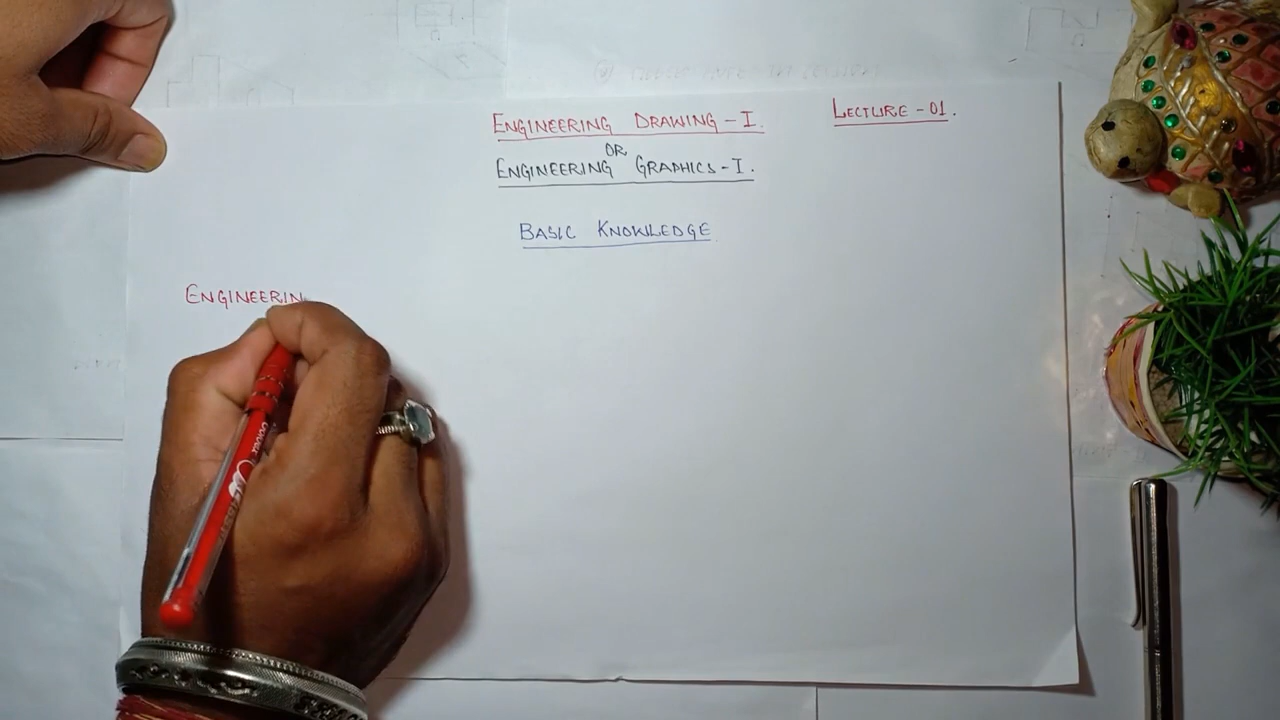 ENGINEERING DRAWING - I.
LECTURE - 01.
OR
ENGINEERING GRAPHICS - I.
BASIC KNOWLEDGE
ENGINEERIN